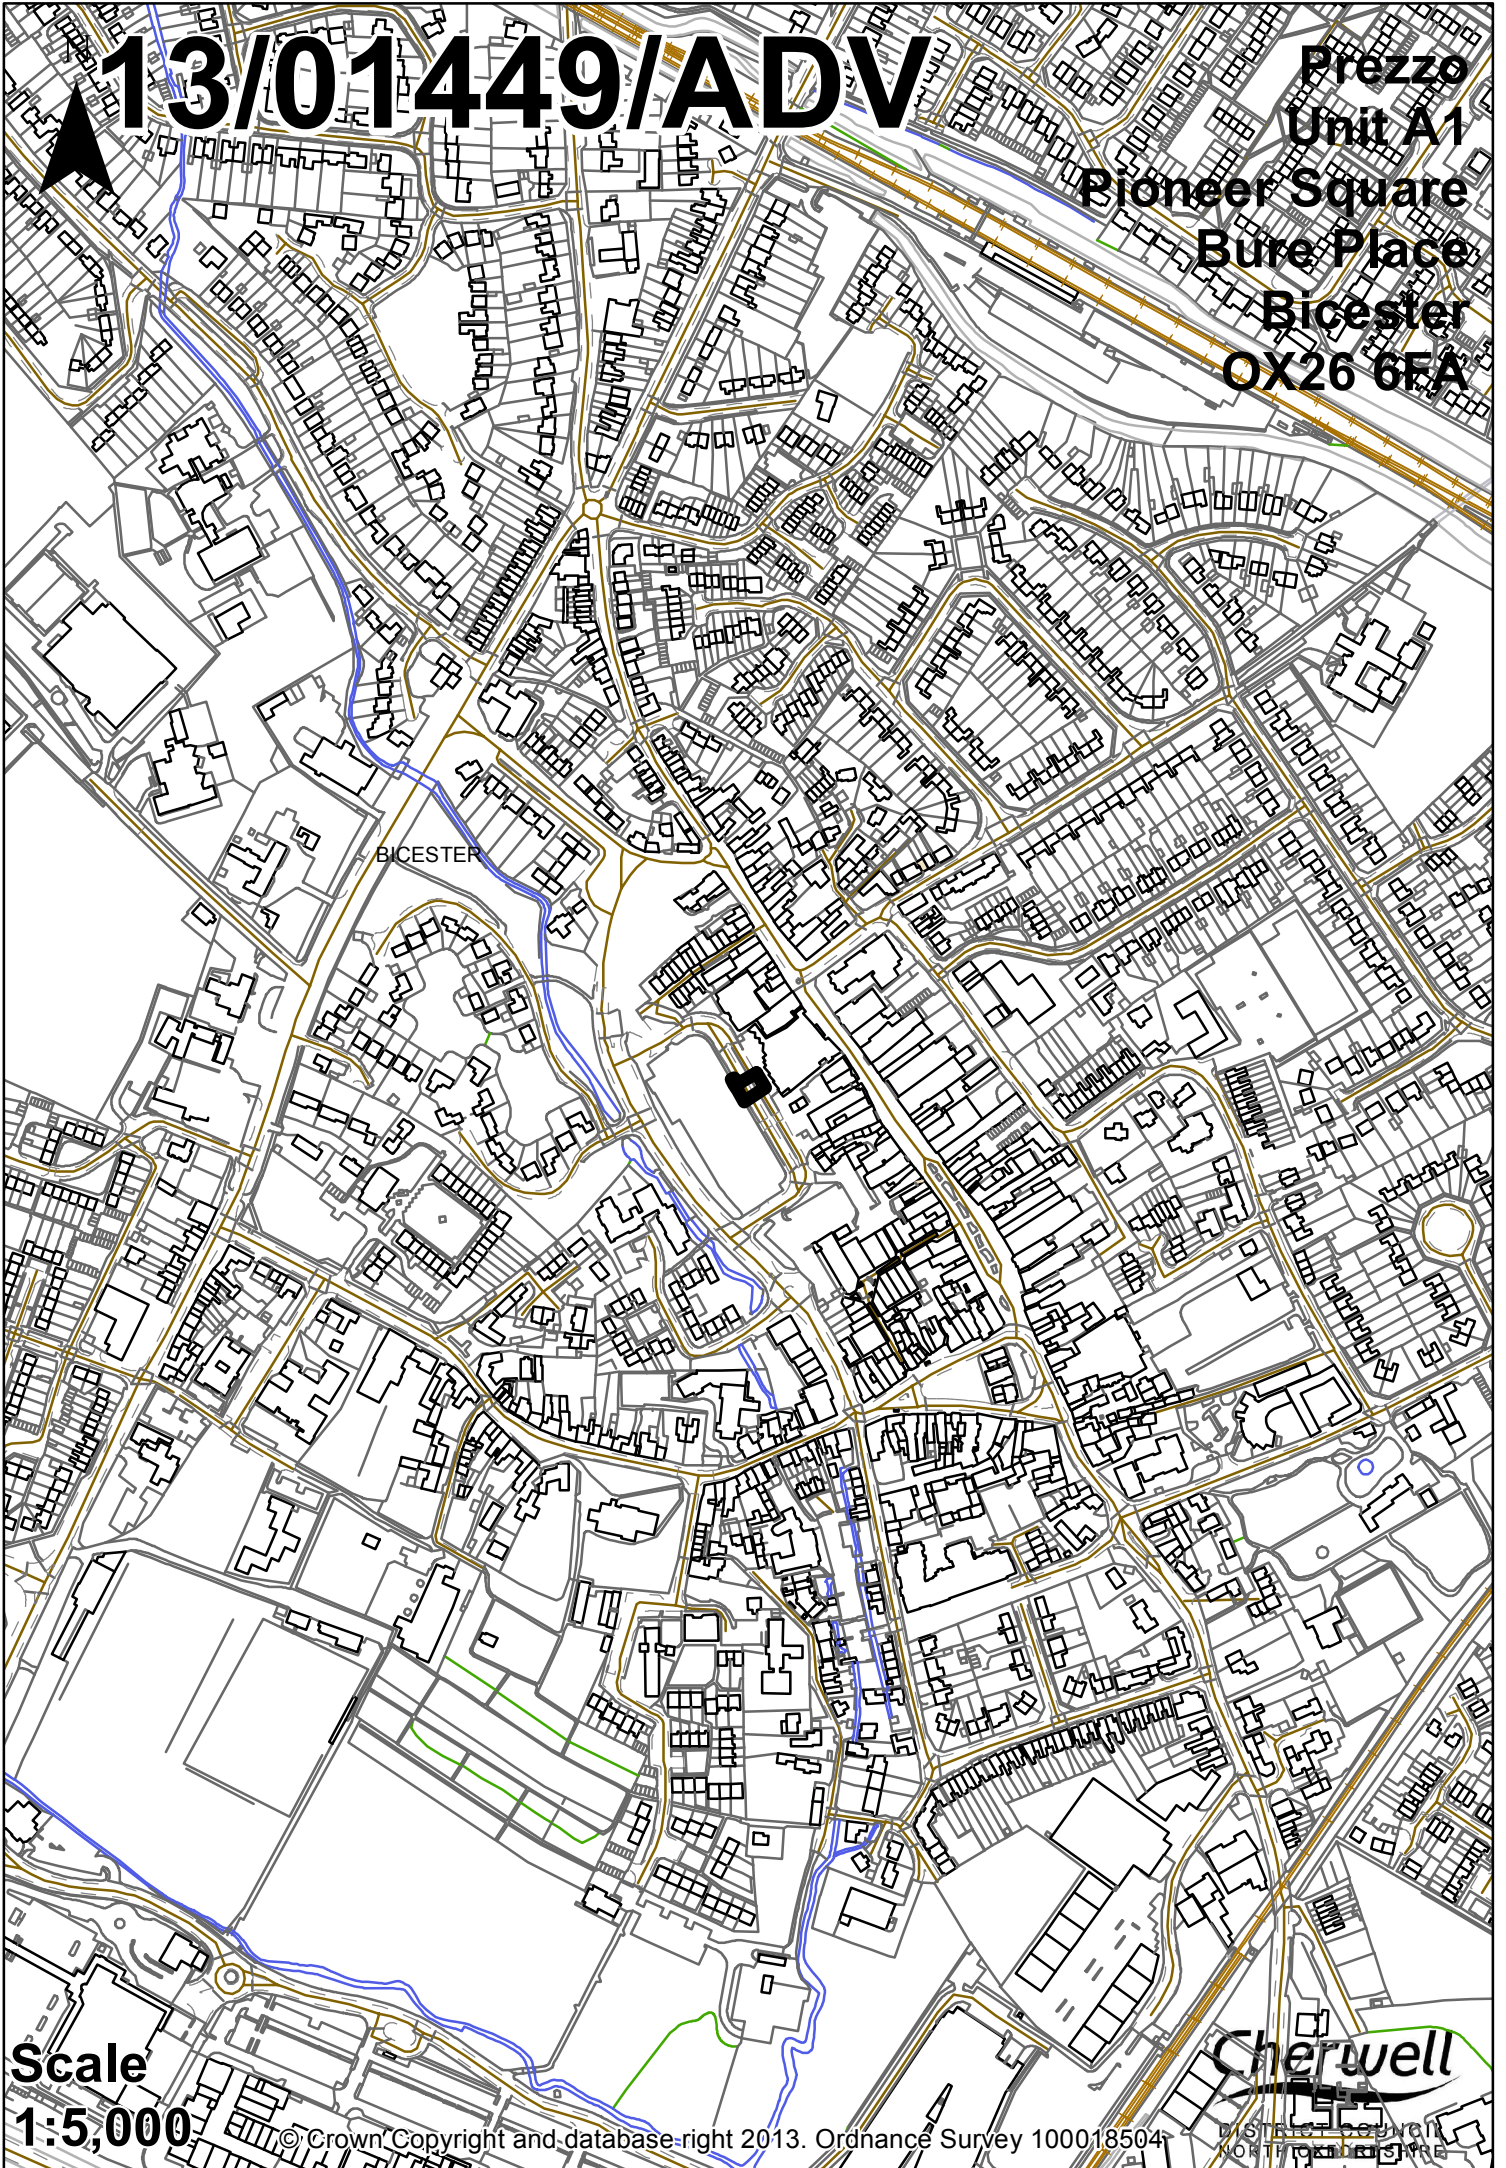 N
13/01449/ADV
Prezzo
Unit A1
Pioneer Square
Bure Place
Bicester
OX26 6FA
BICESTER
Scale
1:5,000
© Crown Copyright and database right 2013. Ordnance Survey 100018504
Cherwell
DISTRICT COUNCIL
NORTH OXFORDSHIRE